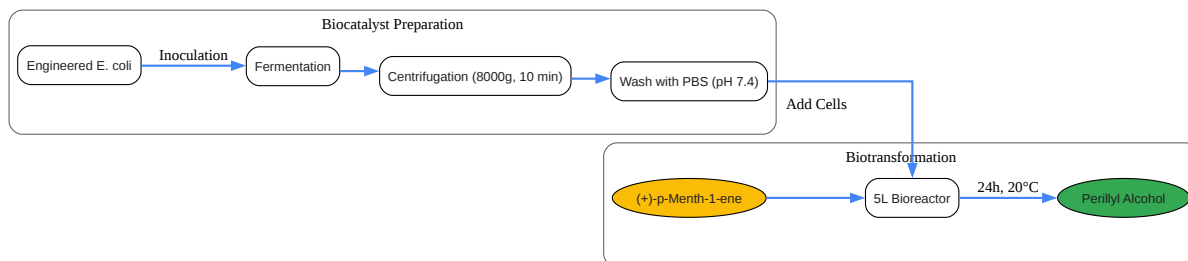 Biocatalyst Preparation
Engineered E. coli
Inoculation
Fermentation
Centrifugation (8000g, 10 min)
Wash with PBS (pH 7.4)
Add Cells
Biotransformation
(+)-p-Menth-1-ene
5L Bioreactor
24h, 20°C
Perillyl Alcohol